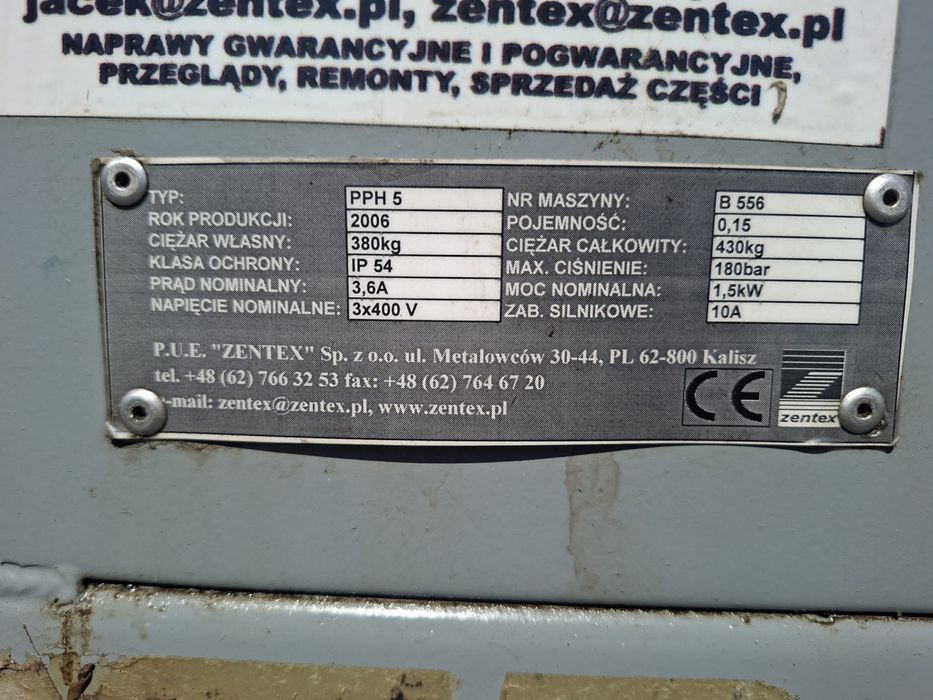 jacek@zentex.pl, zentex@zentex.pl
NAPRAWY GWARANCYJNE I POGWARANCYJNE,
PRZEGLĄDY, REMONTY, SPRZEDAŻ CZĘŚCI
TYP: PPH 5 NR MASZYNY: B 556
ROK PRODUKCJI: 2006 POJEMNOŚĆ: 0,15
CIĘŻAR WŁASNY: 380kg CIĘŻAR CAŁKOWITY: 430kg
KLASA OCHRONY: IP 54 MAX. CIŚNIENIE: 180bar
PRĄD NOMINALNY: 3,6A MOC NOMINALNA: 1,5kW
NAPIĘCIE NOMINALNE: 3x400 V ZAB. SILNIKOWE: 10A
P.U.E. "ZENTEX" Sp. z o.o. ul. Metalowców 30-44, PL 62-800 Kalisz
tel. +48 (62) 766 32 53 fax: +48 (62) 764 67 20
e-mail: zentex@zentex.pl, www.zentex.pl
CE
zentex